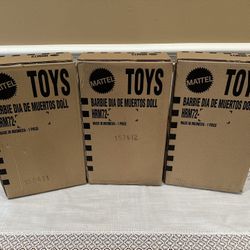 MATTEL
TOYS
BARBIE DIA DE MUERTOS DOLL
HRM72-
MADE IN INDONESIA - 1 PIECE
MATTEL
TOYS
BARBIE DIA DE MUERTOS DOLL
HRM72-
MADE IN INDONESIA - 1 PIECE
157412
MATTEL
TOYS
BARBIE DIA DE MUERTOS DOLL
HRM72-
MADE IN INDONESIA - 1 PIECE